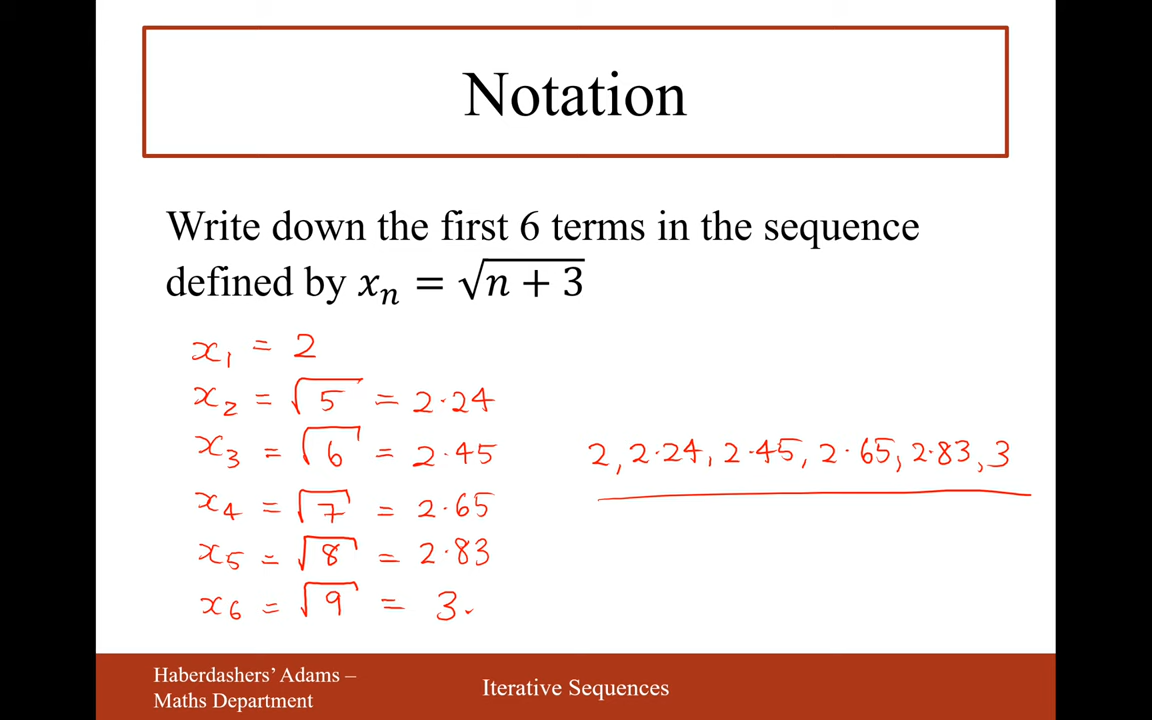 Notation
Write down the first 6 terms in the sequence
defined by xₙ = √(n + 3)
x₁ = 2
x₂ = √5 = 2·24
x₃ = √6 = 2·45
x₄ = √7 = 2·65
x₅ = √8 = 2·83
x₆ = √9 = 3.
2, 2·24, 2·45, 2·65, 2·83, 3
Haberdashers’ Adams –
Maths Department
Iterative Sequences